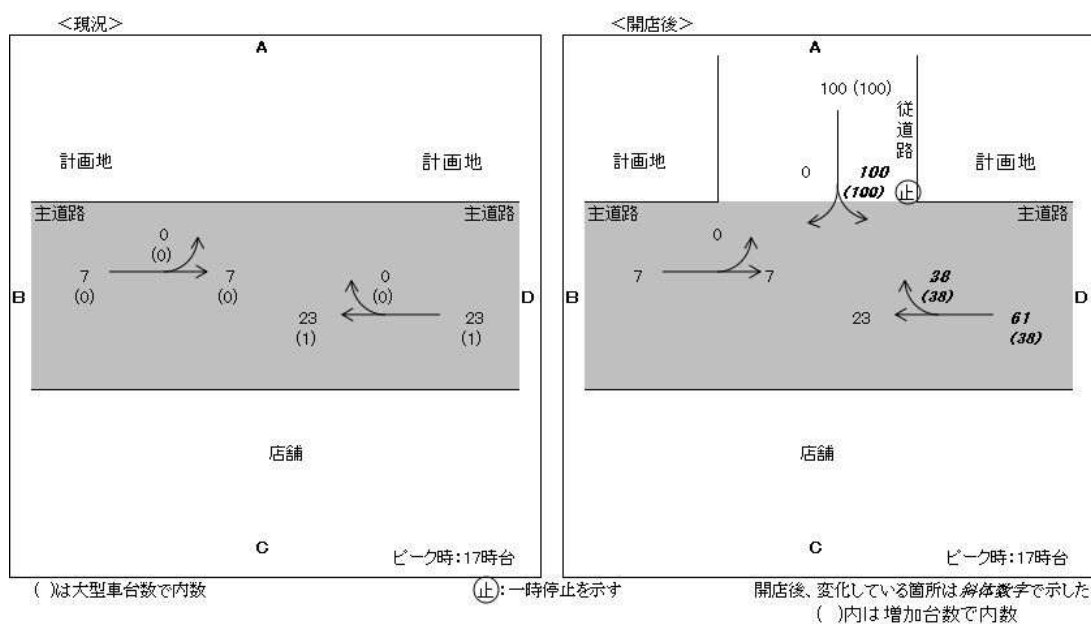 <現況>
A
計画地
計画地
主道路
主道路
0
(0)
7
(0)
7
(0)
0
(0)
23
(1)
23
(1)
B
D
店舗
C
ピーク時:17時台
<開店後>
A
100 (100)
従道路
計画地
計画地
0
100
(100)
止
主道路
主道路
0
7
7
38
(38)
23
61
(38)
B
D
店舗
C
ピーク時:17時台
( )は大型車台数で内数
止:一時停止を示す
開店後、変化している箇所は斜体数字で示した
( )内は増加台数で内数